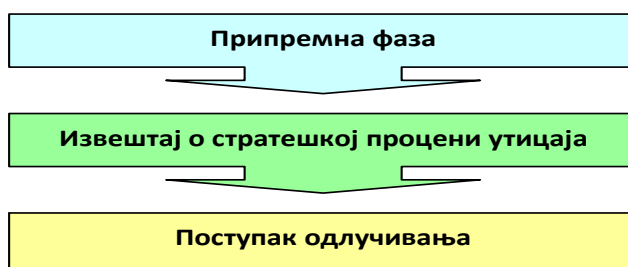 Припремна фаза
Извештај о стратешкој процени утицаја
Поступак одлучивања